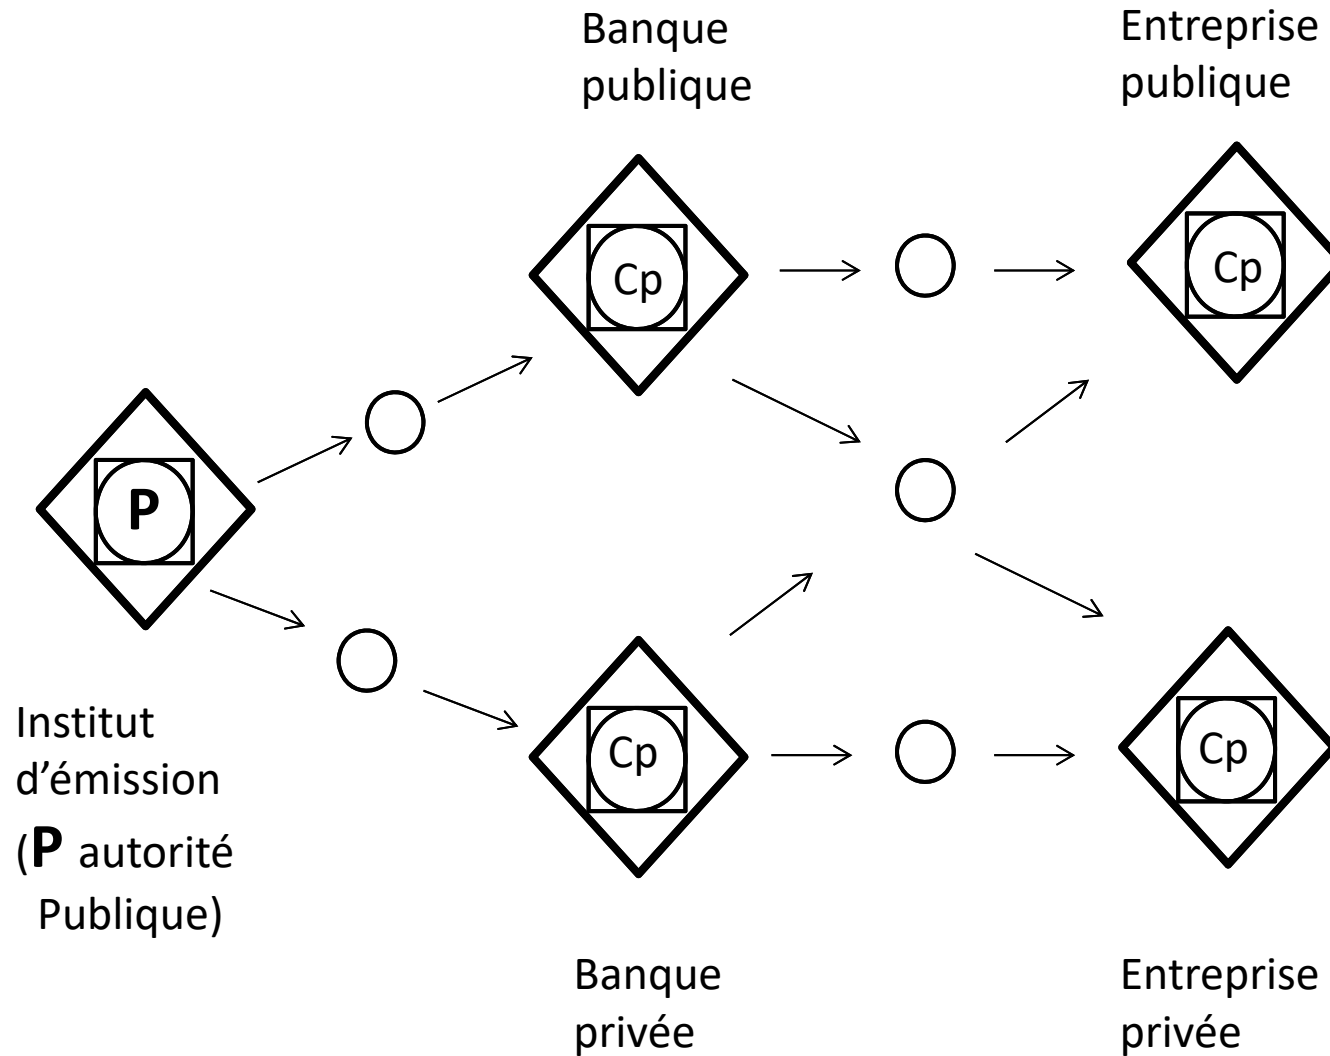 Banque
publique
Entreprise
publique
Cp
Cp
P
Institut
d’émission
(P autorité
Publique)
Cp
Cp
Banque
privée
Entreprise
privée